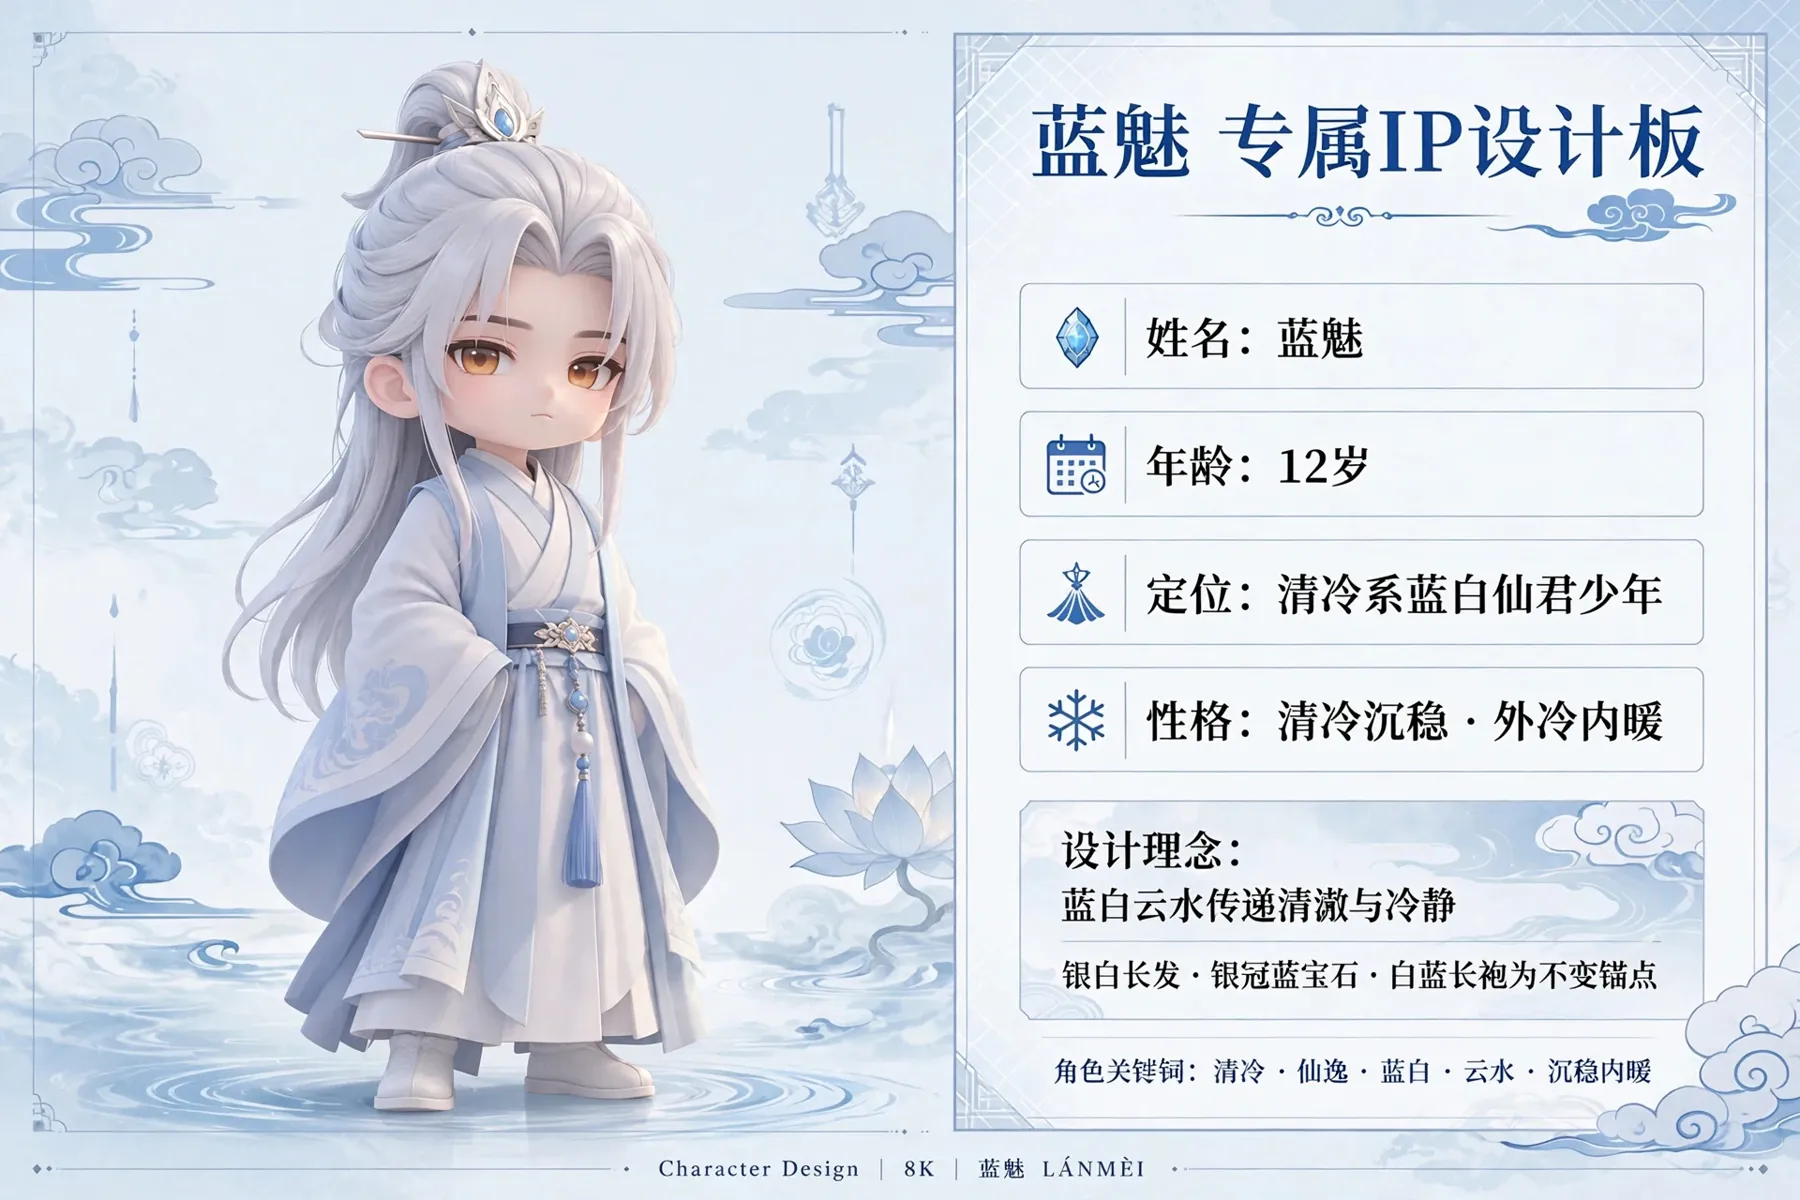 蓝魅 专属IP设计板
姓名：蓝魅
年龄：12岁
定位：清冷系蓝白仙君少年
性格：清冷沉稳 · 外冷内暖
设计理念：
蓝白云水传递清澈与冷静
银白长发 · 银冠蓝宝石 · 白蓝长袍为不变锚点
角色关键词：清冷 · 仙逸 · 蓝白 · 云水 · 沉稳内暖
Character Design | 8K | 蓝魅 LÁNMÈI